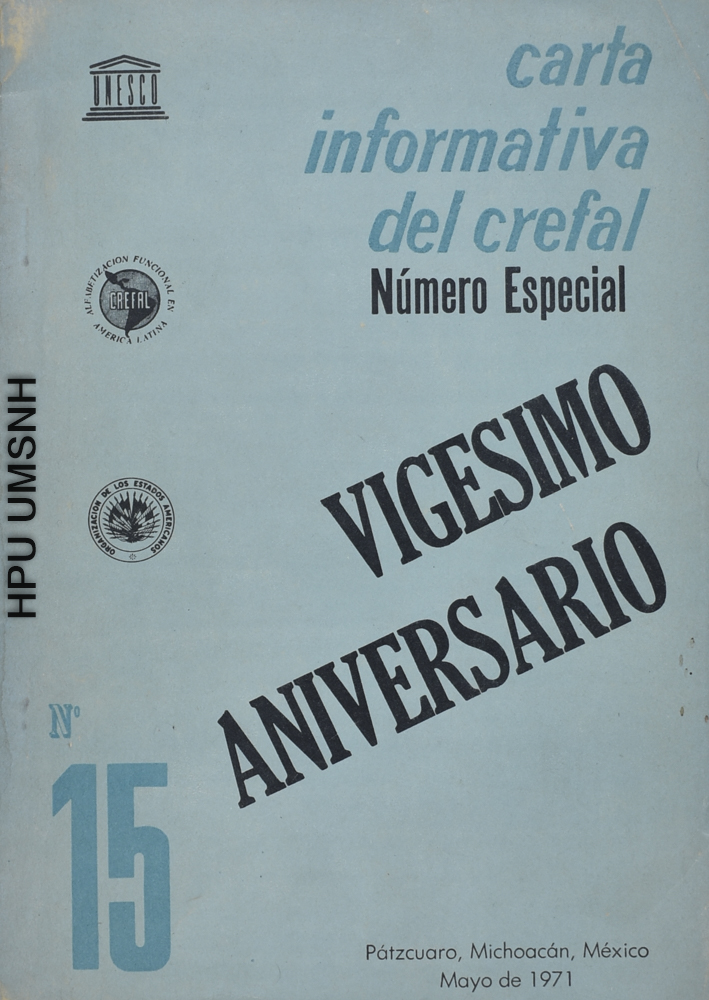 UNESCO
carta
informativa
del crefal
Número Especial
ALFABETIZACION FUNCIONAL EN
AMERICA LATINA
CREFAL
VIGESIMO
ANIVERSARIO
ORGANIZACION DE LOS ESTADOS AMERICANOS
HPU UMSNH
Nº
15
Pátzcuaro, Michoacán, México
Mayo de 1971